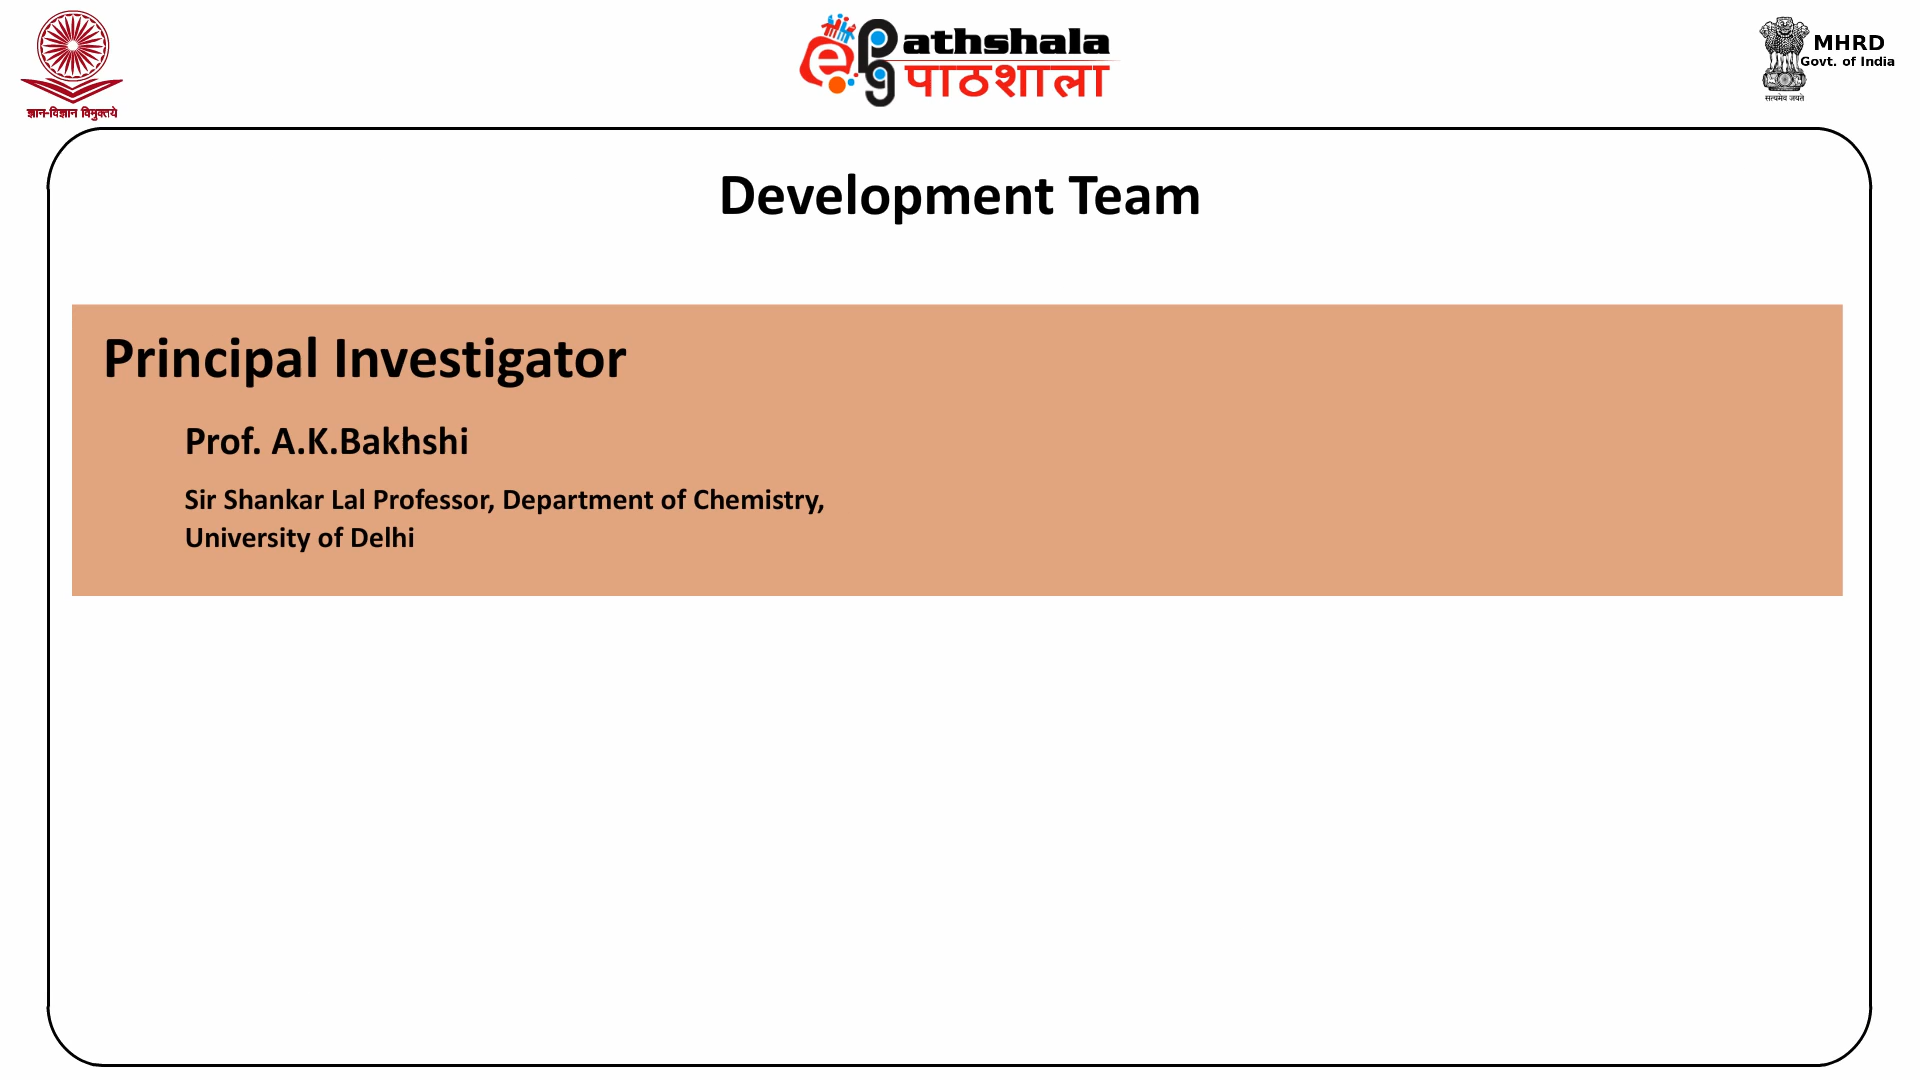 ज्ञान-विज्ञान विमुक्तये
e
pg
athshala
पाठशाला
MHRD
Govt. of India
सत्यमेव जयते
Development Team
Principal Investigator
Prof. A.K.Bakhshi
Sir Shankar Lal Professor, Department of Chemistry,
University of Delhi